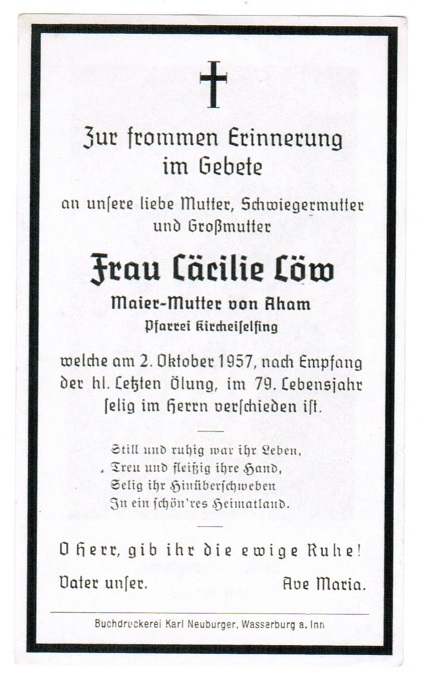 Zur frommen Erinnerung
im Gebete
an unsere liebe Mutter, Schwiegermutter
und Großmutter
Frau Cäcilie Löw
Maier-Mutter von Aham
Pfarrei Kircheiselfing
welche am 2. Oktober 1957, nach Empfang
der hl. Letzten Ölung, im 79. Lebensjahr
selig im Herrn verschieden ist.
Still und ruhig war ihr Leben,
Treu und fleißig ihre Hand,
Selig ihr Hinüberschweben
In ein schön'res Heimatland.
O Herr, gib ihr die ewige Ruhe!
Vater unser. Ave Maria.
Buchdruckerei Karl Neuburger, Wasserburg a. Inn